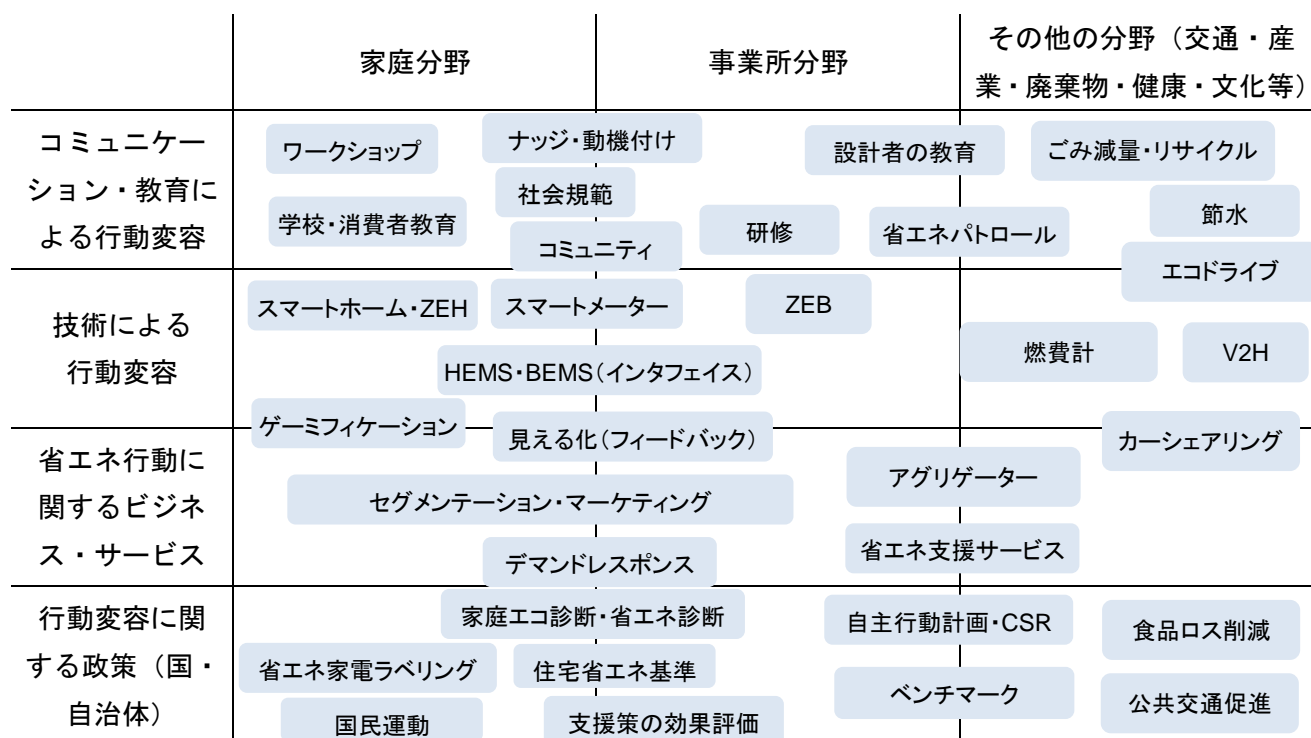 家庭分野
事業所分野
その他の分野（交通・産
業・廃棄物・健康・文化等）
コミュニケー
ション・教育に
よる行動変容
ワークショップ
ナッジ・動機付け
設計者の教育
ごみ減量・リサイクル
社会規範
学校・消費者教育
研修
省エネパトロール
節水
コミュニティ
エコドライブ
技術による
行動変容
スマートホーム・ZEH
スマートメーター
ZEB
燃費計
V2H
HEMS・BEMS（インタフェイス）
ゲーミフィケーション
見える化（フィードバック）
カーシェアリング
省エネ行動に
関するビジネ
ス・サービス
アグリゲーター
セグメンテーション・マーケティング
省エネ支援サービス
デマンドレスポンス
行動変容に関
する政策（国・
自治体）
家庭エコ診断・省エネ診断
自主行動計画・CSR
食品ロス削減
省エネ家電ラベリング
住宅省エネ基準
ベンチマーク
公共交通促進
国民運動
支援策の効果評価